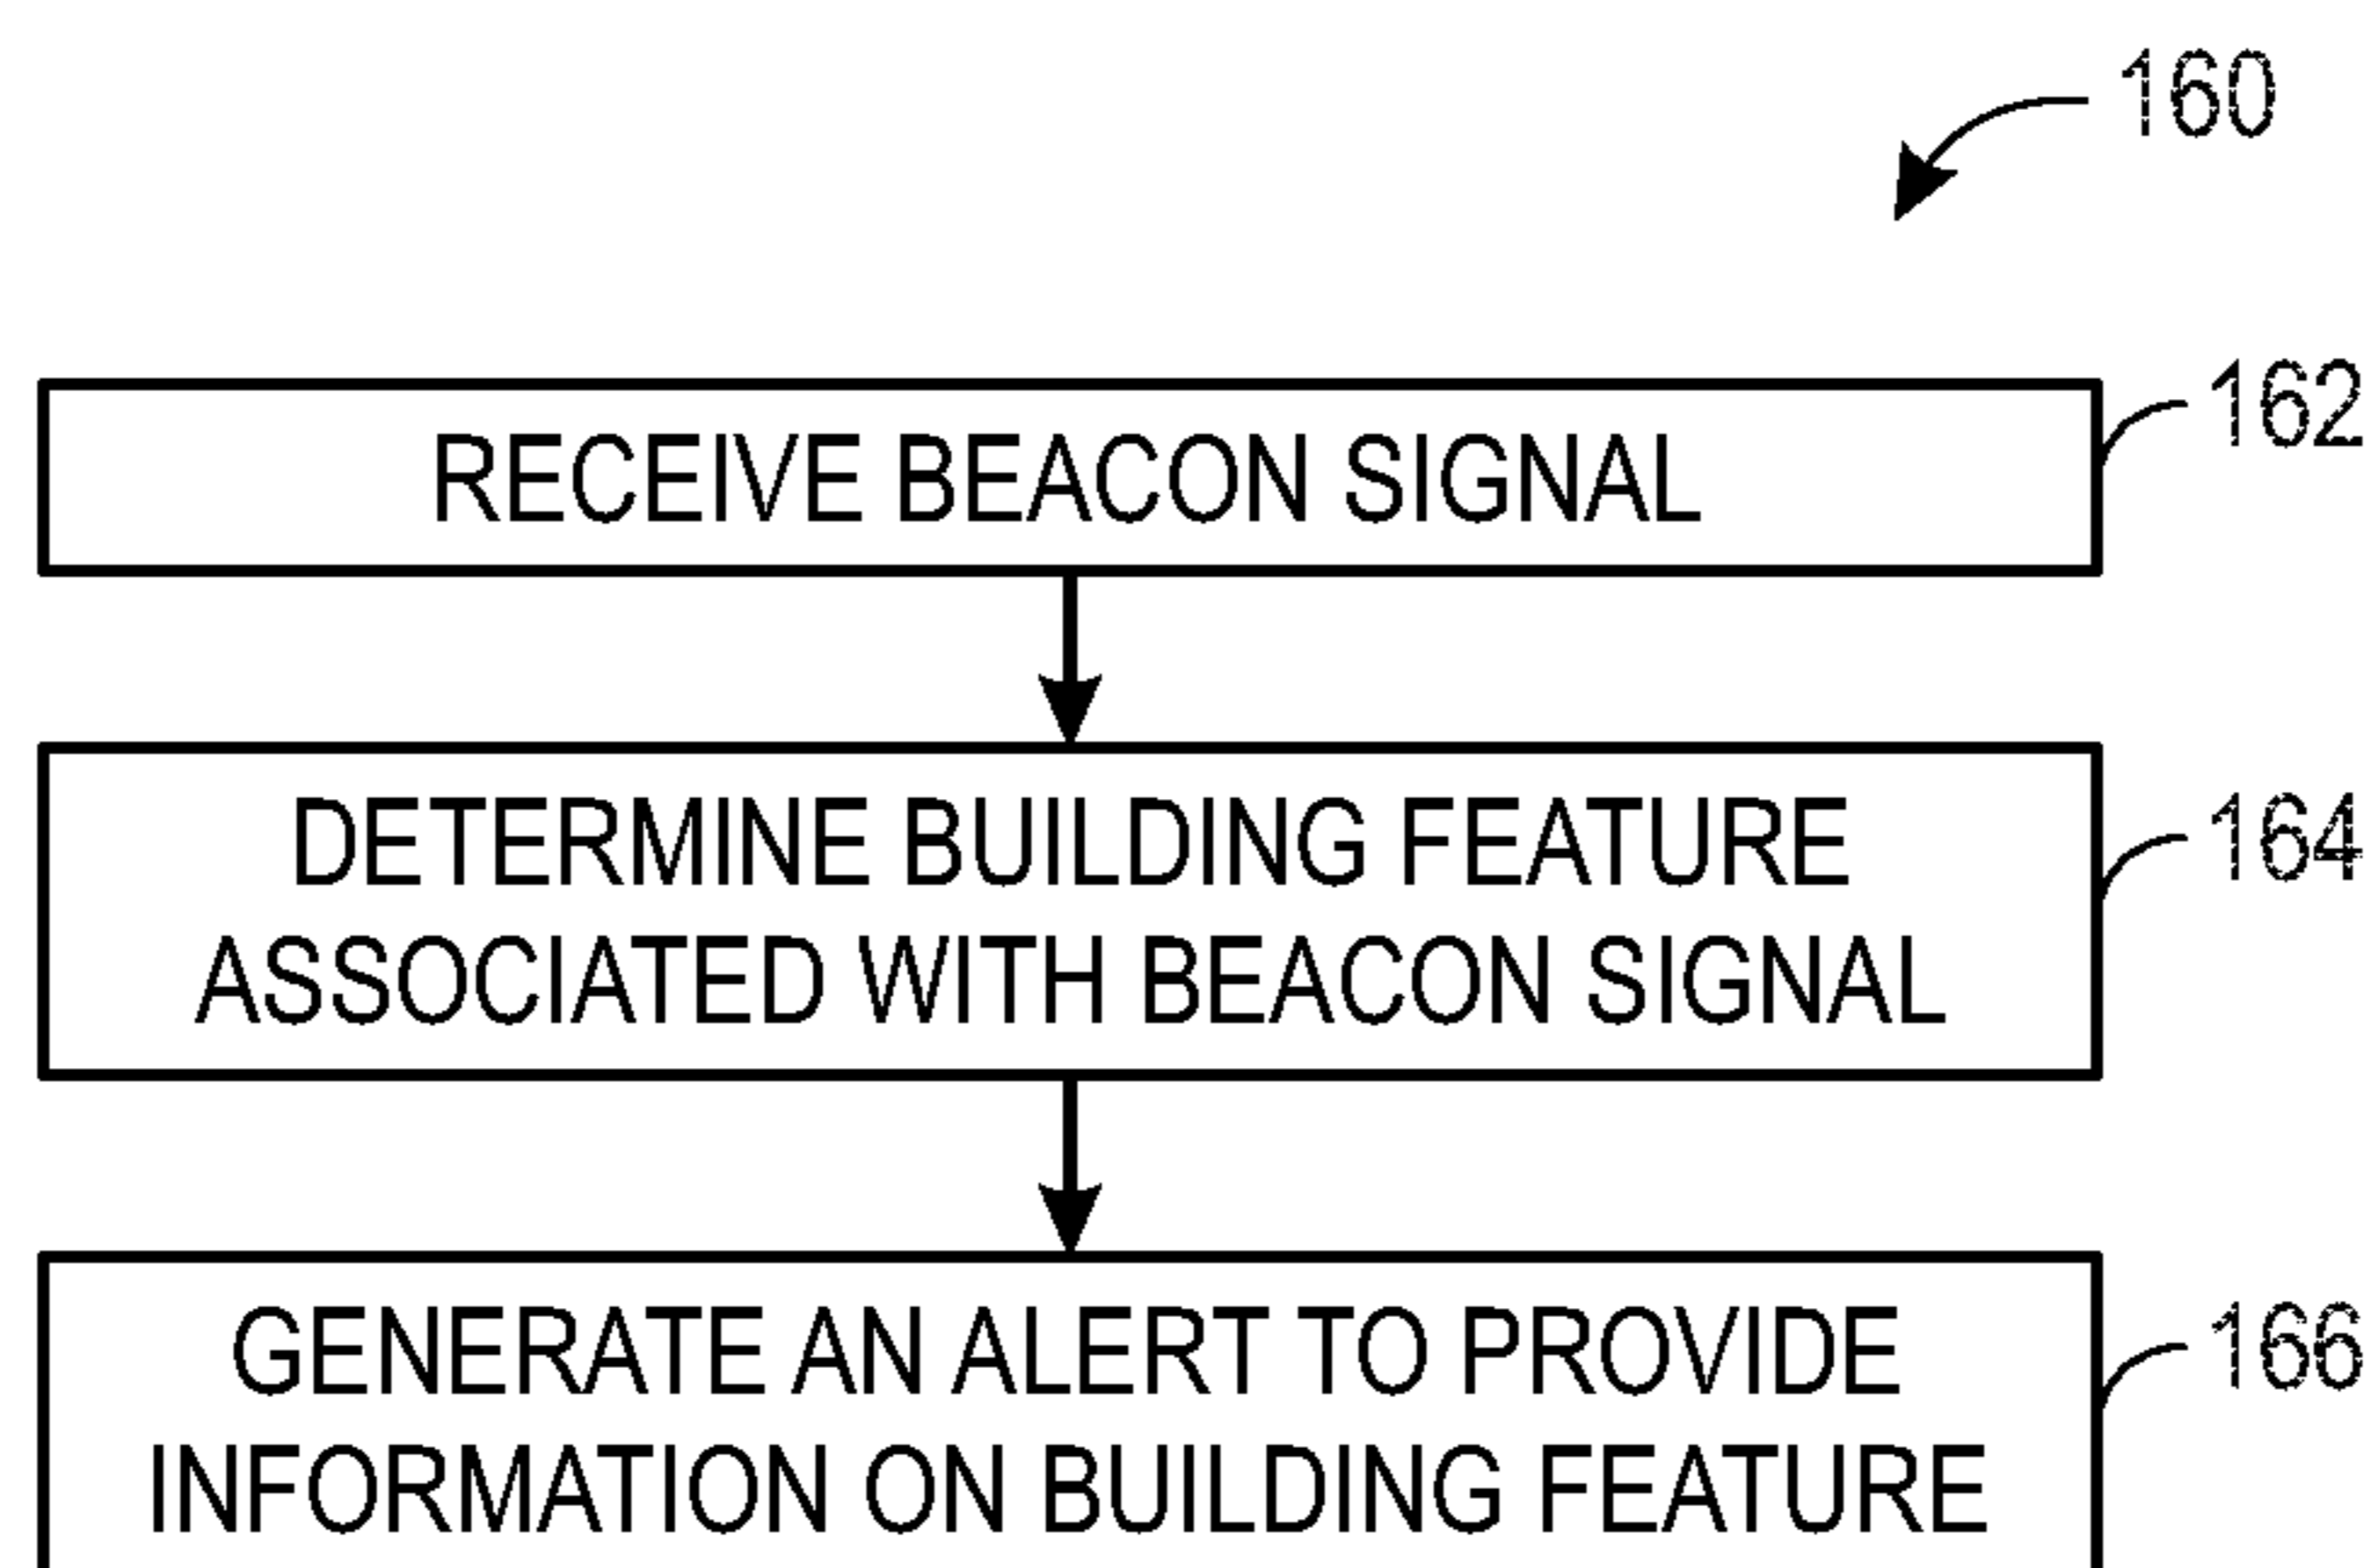 160
RECEIVE BEACON SIGNAL
162
DETERMINE BUILDING FEATURE
ASSOCIATED WITH BEACON SIGNAL
164
GENERATE AN ALERT TO PROVIDE
INFORMATION ON BUILDING FEATURE
166